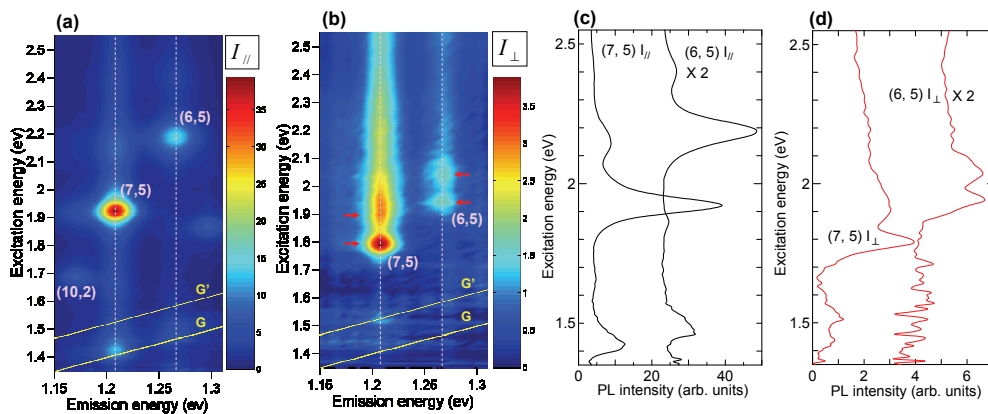 (a)
I//
2.5
2.4
2.3
2.2
2.1
2.0
1.9
1.8
1.7
1.6
1.5
1.4
Excitation energy (ev)
(6,5)
(7,5)
(10,2)
G'
G
35
30
25
20
15
10
5
0
1.15 1.2 1.25 1.3
Emission energy (ev)
(b)
I⊥
2.5
2.4
2.3
2.2
2.1
2.0
1.9
1.8
1.7
1.6
1.5
1.4
Excitation energy (ev)
(6,5)
(7,5)
G'
G
3.5
3
2.5
2
1.5
1
0.5
0
1.15 1.2 1.25 1.3
Emission energy (ev)
(c)
2.5
2
1.5
Excitation energy (eV)
(7, 5) I// (6, 5) I//
X 2
0 20 40
PL intensity (arb. units)
(d)
2.5
2
1.5
Excitation energy (eV)
(6, 5) I⊥ X 2
(7, 5) I⊥
0 2 4 6
PL intensity (arb. units)